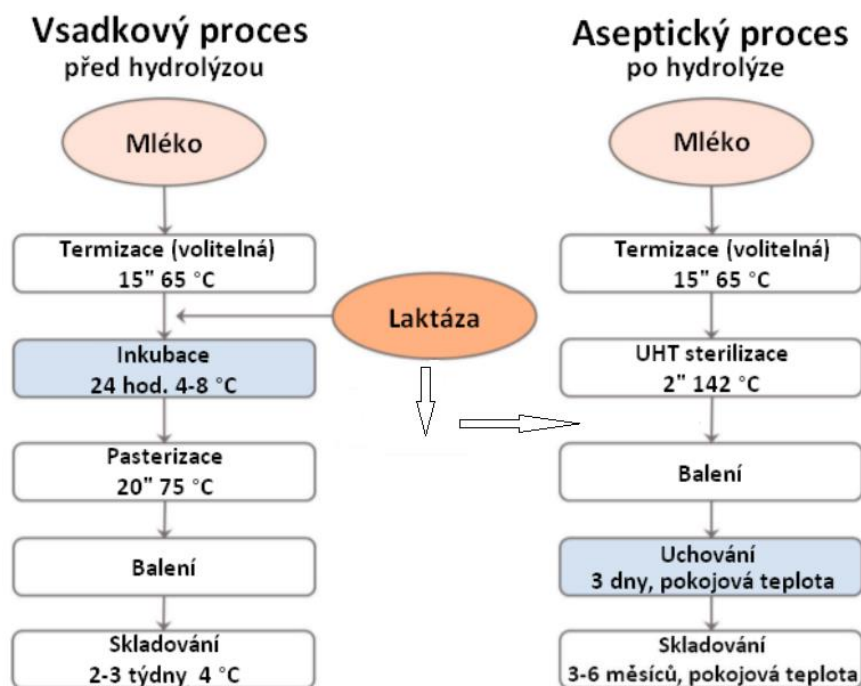 Vsadkový proces
před hydrolýzou
Mléko
Termizace (volitelná)
15" 65 °C
Inkubace
24 hod. 4-8 °C
Pasterizace
20" 75 °C
Balení
Skladování
2-3 týdny 4 °C
Laktáza
Aseptický proces
po hydrolýze
Mléko
Termizace (volitelná)
15" 65 °C
UHT sterilizace
2" 142 °C
Balení
Uchování
3 dny, pokojová teplota
Skladování
3-6 měsíců, pokojová teplota